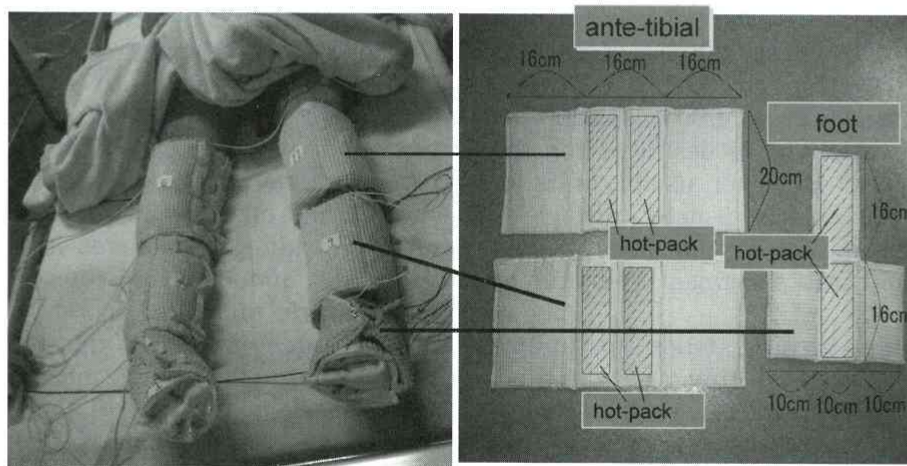 ante-tibial
16cm 16cm 16cm
foot
20cm
16cm
hot-pack hot-pack
16cm
hot-pack
10cm 10cm 10cm